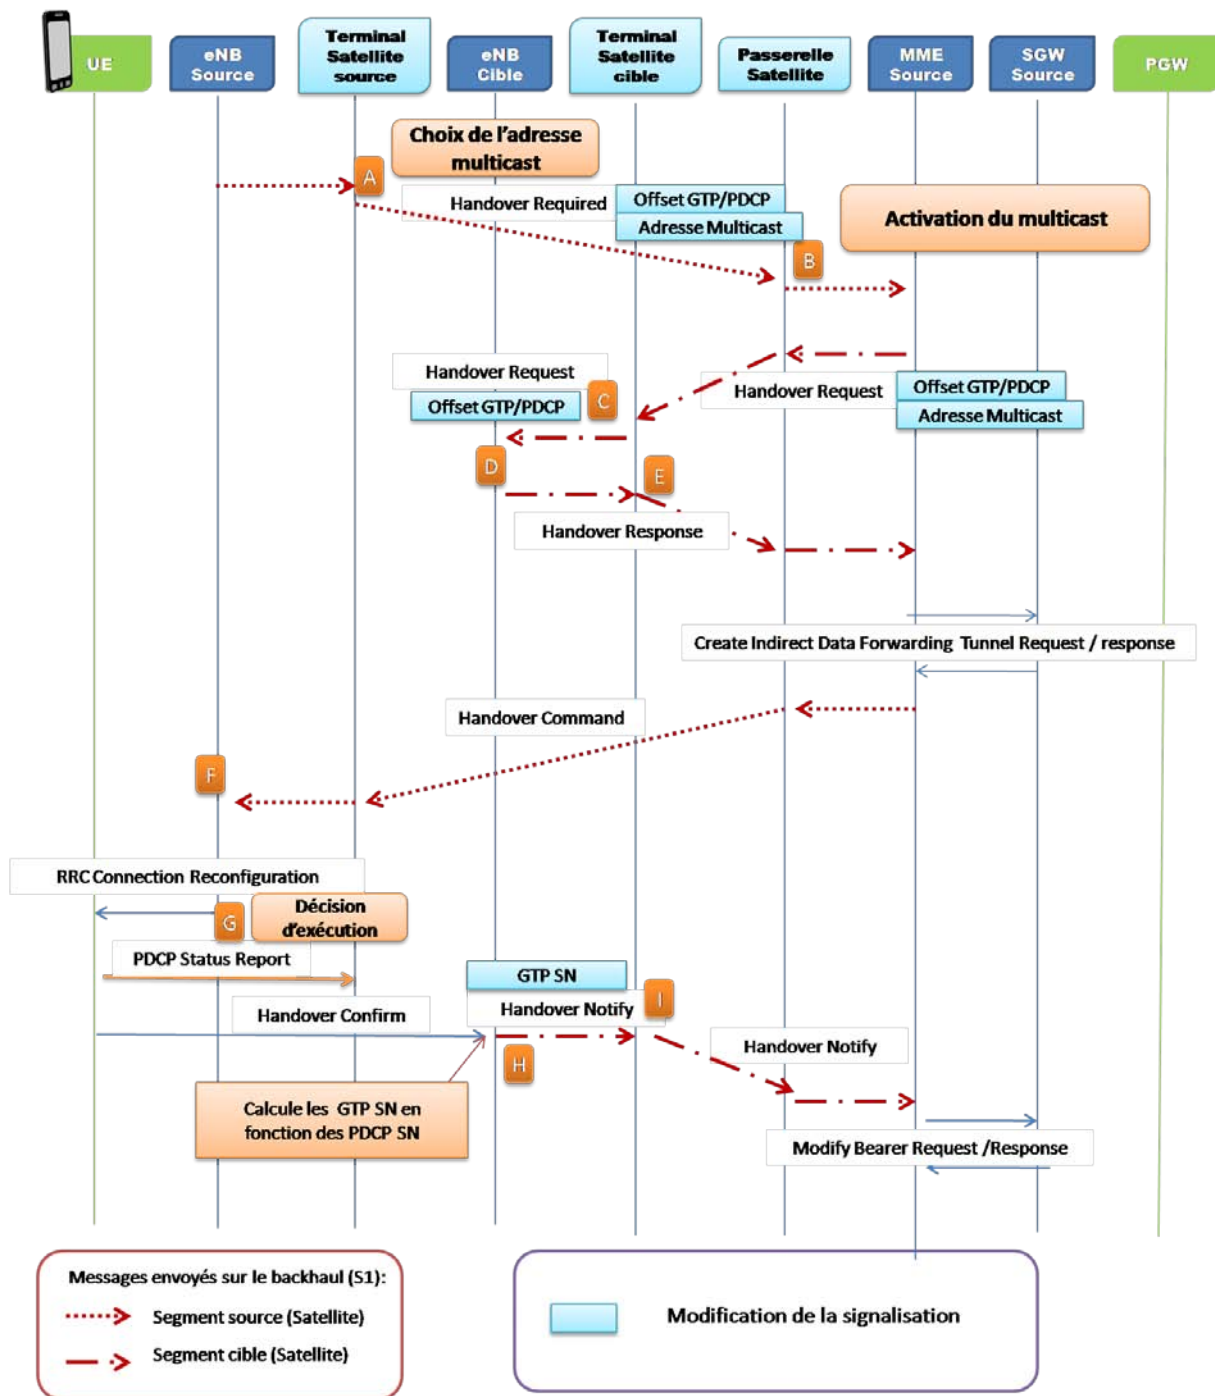 UE
eNB
Source
Terminal
Satellite
source
eNB
Cible
Terminal
Satellite
cible
Passerelle
Satellite
MME
Source
SGW
Source
PGW
Choix de l'adresse
multicast
A
Handover Required
Offset GTP/PDCP
Adresse Multicast
Activation du multicast
B
Handover Request
Offset GTP/PDCP
C
Handover Request
Offset GTP/PDCP
Adresse Multicast
D
E
Handover Response
Create Indirect Data Forwarding Tunnel Request / response
Handover Command
F
RRC Connection Reconfiguration
G
Décision
d'exécution
PDCP Status Report
GTP SN
Handover Notify
I
Handover Confirm
H
Handover Notify
Calcule les GTP SN en
fonction des PDCP SN
Modify Bearer Request /Response
Messages envoyés sur le backhaul (S1):
Segment source (Satellite)
Segment cible (Satellite)
Modification de la signalisation